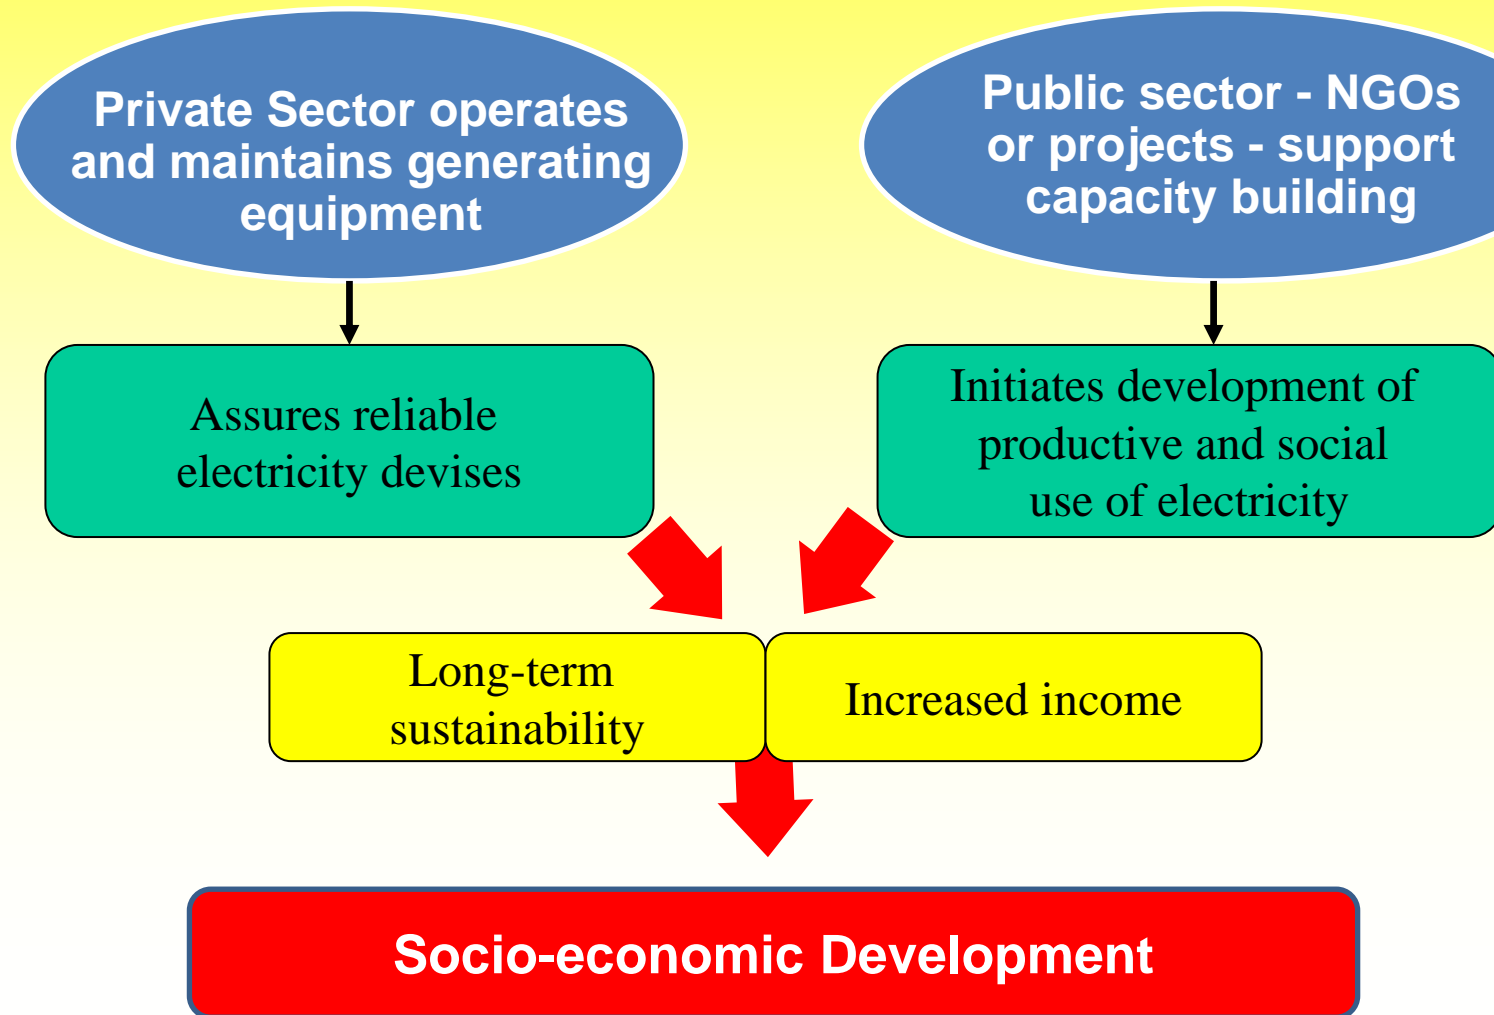 Private Sector operates
and maintains generating
equipment
Public sector - NGOs
or projects - support
capacity building
Assures reliable
electricity devises
Initiates development of
productive and social
use of electricity
Long-term
sustainability
Increased income
Socio-economic Development